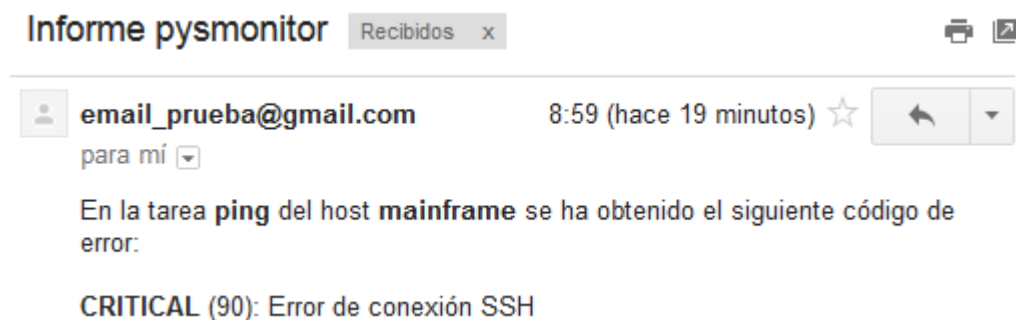 Informe pysmonitor Recibidos x
email_prueba@gmail.com 8:59 (hace 19 minutos)
para mí
En la tarea ping del host mainframe se ha obtenido el siguiente código de
error:
CRITICAL (90): Error de conexión SSH